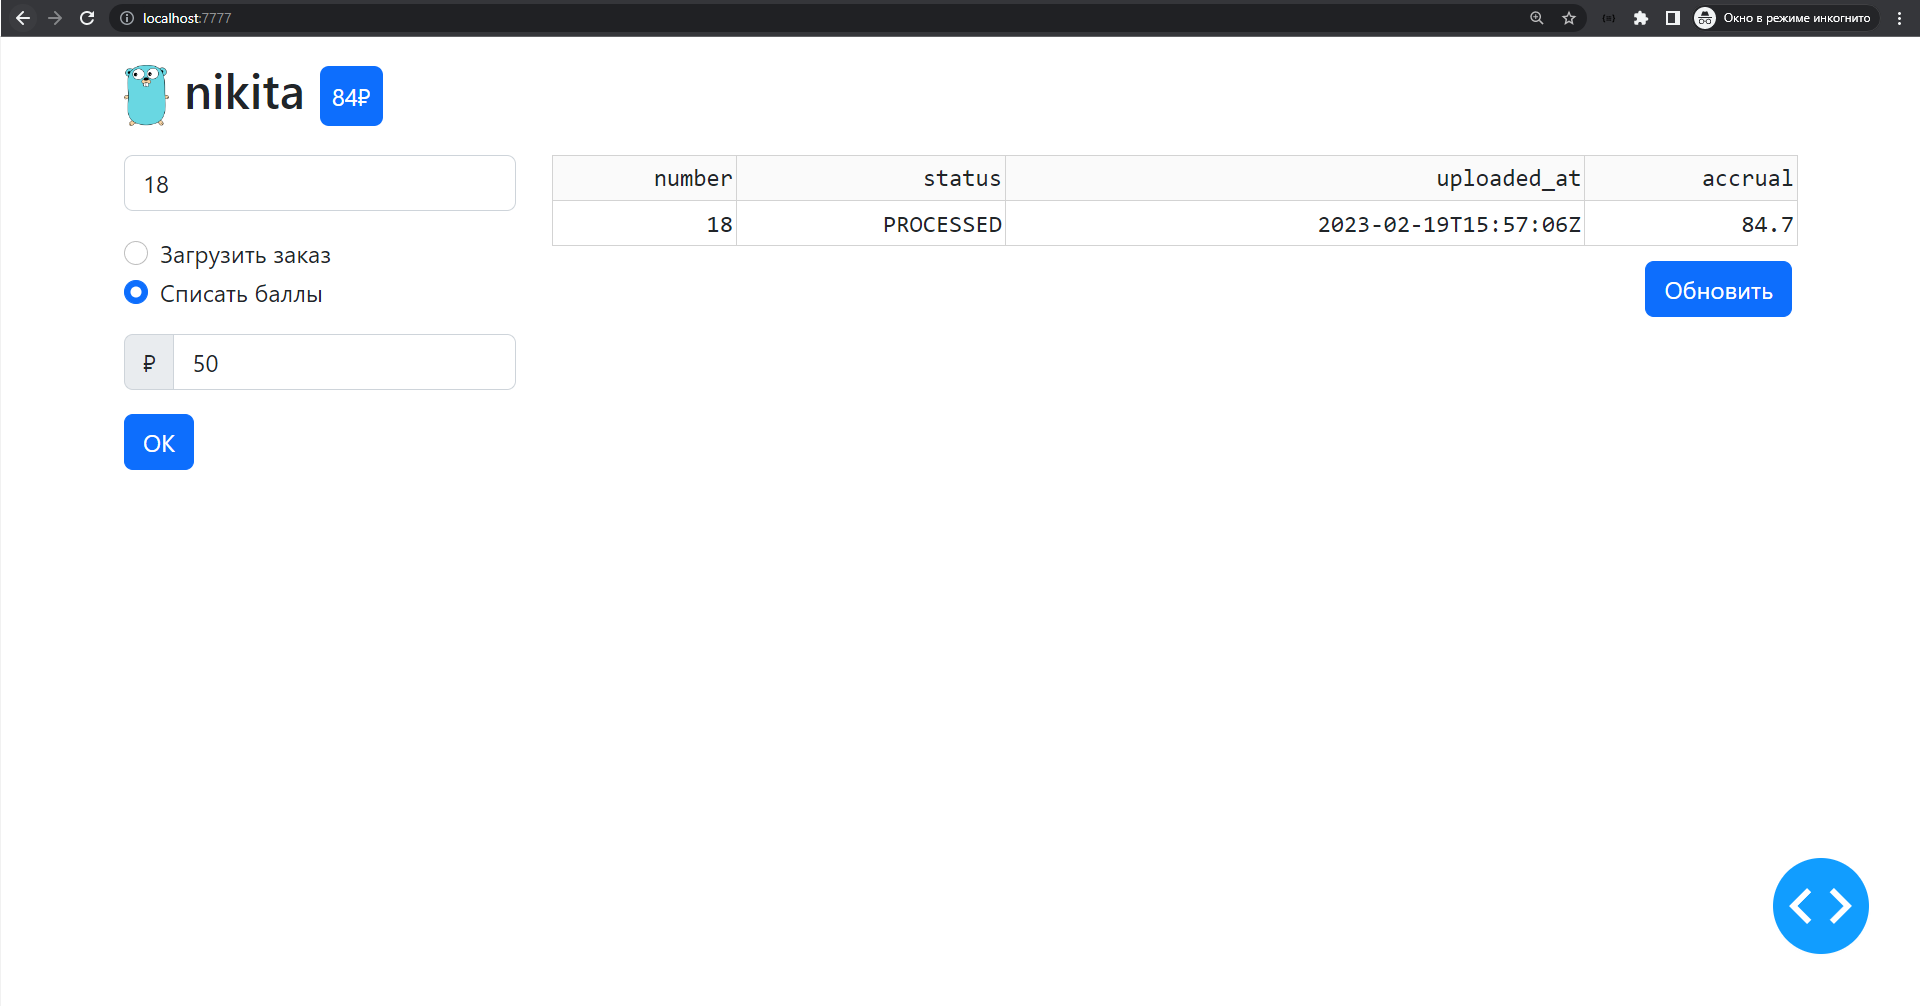 localhost:7777
Окно в режиме инкогнито
nikita 84₽
18
Загрузить заказ
Списать баллы
₽ 50
OK
number status uploaded_at accrual
18 PROCESSED 2023-02-19T15:57:06Z 84.7
Обновить